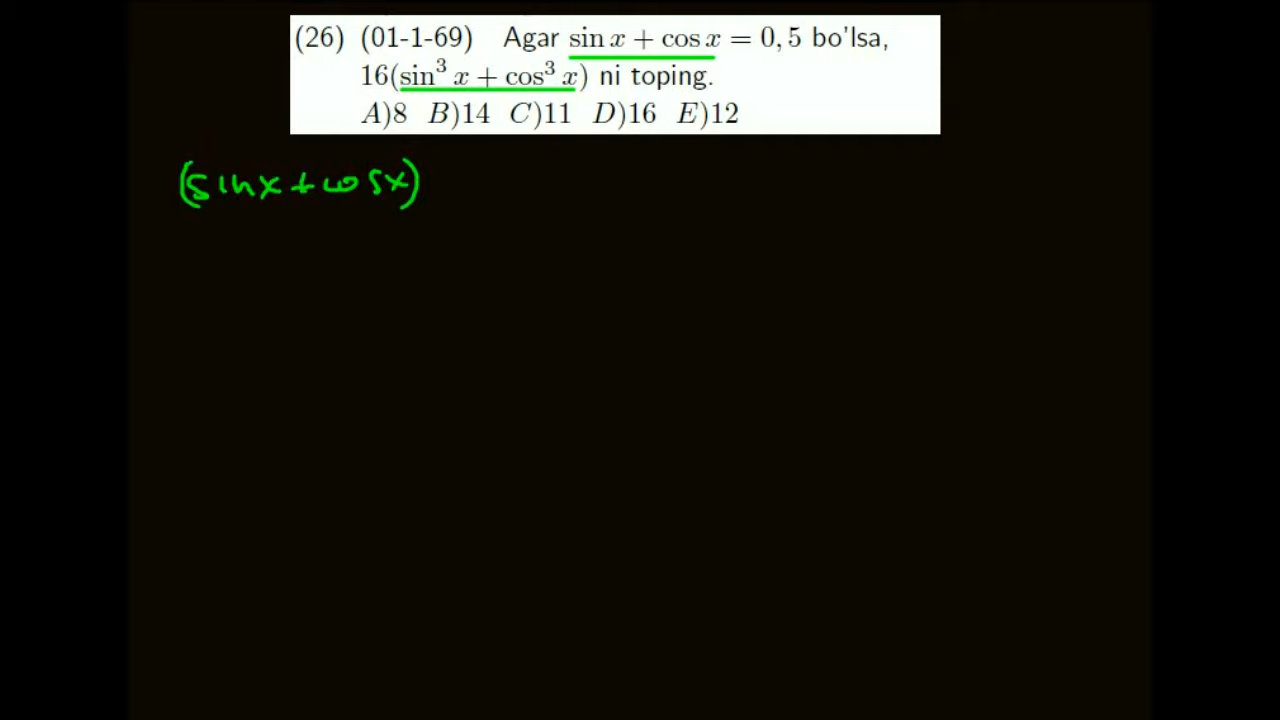 (26) (01-1-69) Agar sin x + cos x = 0, 5 bo'lsa,
16(sin³ x + cos³ x) ni toping.
A)8 B)14 C)11 D)16 E)12
(sinx+cosx)